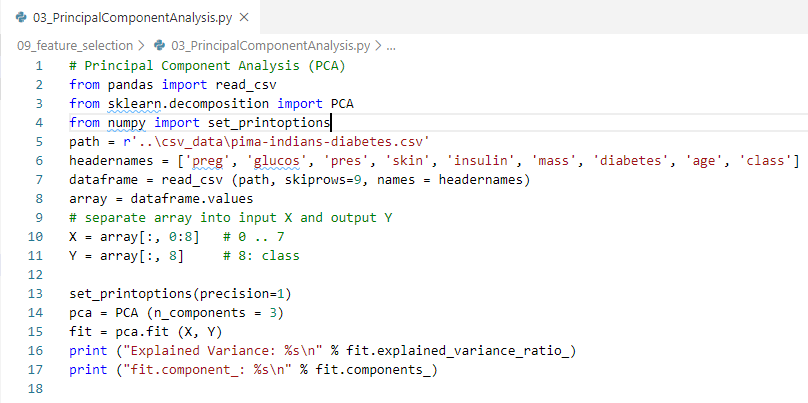 03_PrincipalComponentAnalysis.py ×
09_feature_selection > 03_PrincipalComponentAnalysis.py > ...
1 # Principal Component Analysis (PCA)
2 from pandas import read_csv
3 from sklearn.decomposition import PCA
4 from numpy import set_printoptions
5 path = r'..\csv_data\pima-indians-diabetes.csv'
6 headernames = ['preg', 'glucos', 'pres', 'skin', 'insulin', 'mass', 'diabetes', 'age', 'class']
7 dataframe = read_csv (path, skiprows=9, names = headernames)
8 array = dataframe.values
9 # separate array into input X and output Y
10 X = array[:, 0:8]   # 0 .. 7
11 Y = array[:, 8]     # 8: class
12
13 set_printoptions(precision=1)
14 pca = PCA (n_components = 3)
15 fit = pca.fit (X, Y)
16 print ("Explained Variance: %s\n" % fit.explained_variance_ratio_)
17 print ("fit.component_: %s\n" % fit.components_)
18